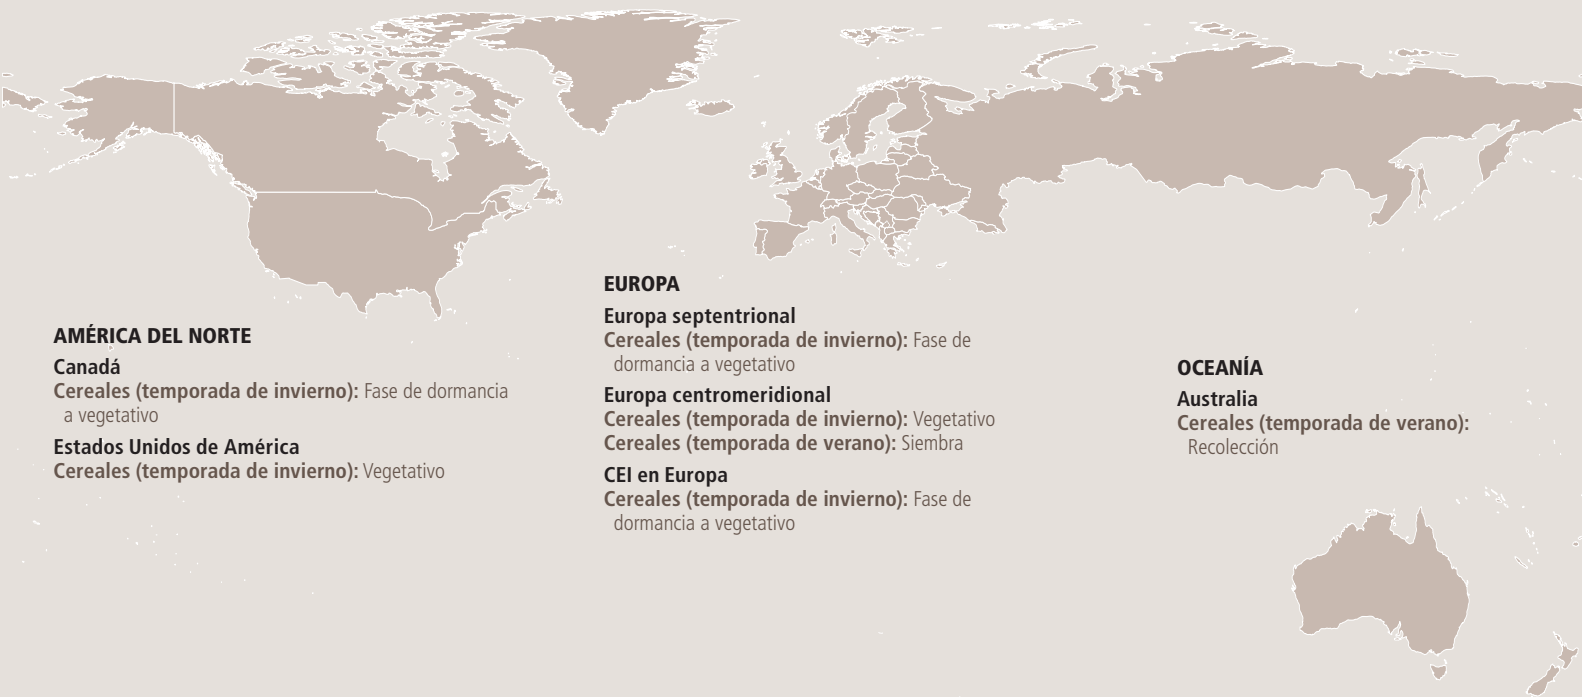 AMÉRICA DEL NORTE
Canadá
Cereales (temporada de invierno): Fase de dormancia
a vegetativo
Estados Unidos de América
Cereales (temporada de invierno): Vegetativo
EUROPA
Europa septentrional
Cereales (temporada de invierno): Fase de
dormancia a vegetativo
Europa centromeridional
Cereales (temporada de invierno): Vegetativo
Cereales (temporada de verano): Siembra
CEI en Europa
Cereales (temporada de invierno): Fase de
dormancia a vegetativo
OCEANÍA
Australia
Cereales (temporada de verano):
Recolección